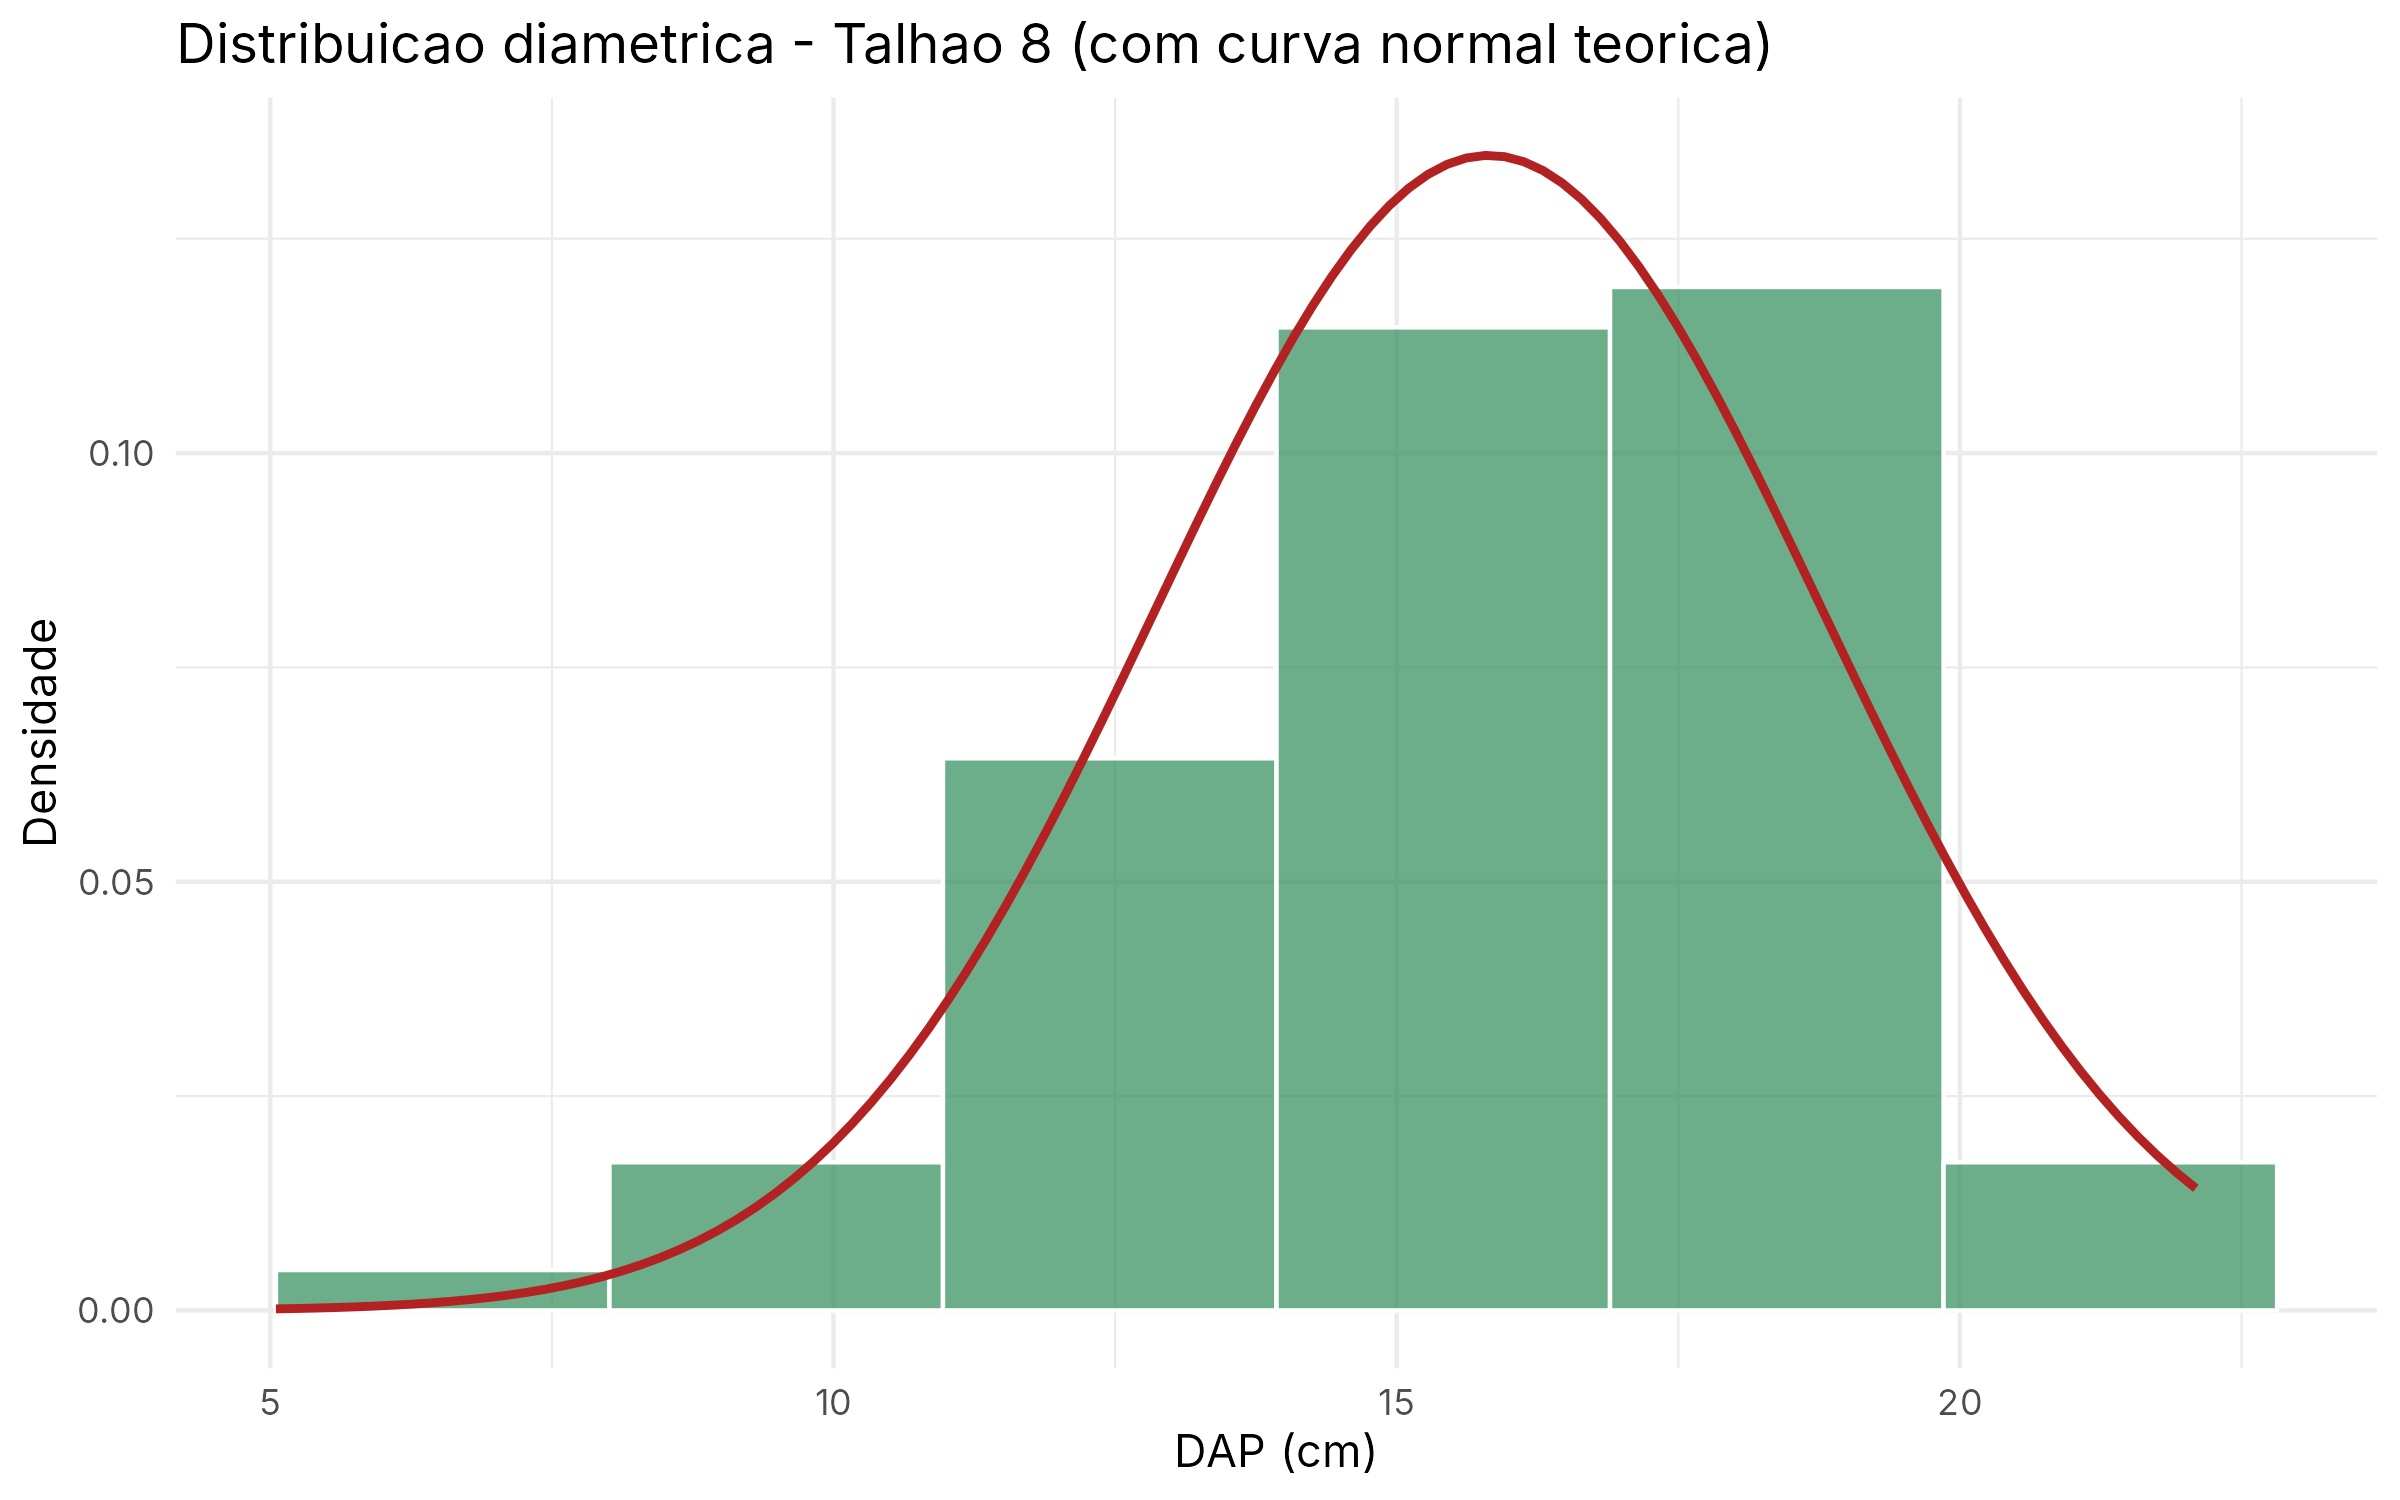 Distribuicao diametrica - Talhao 8 (com curva normal teorica)
Densidade
0.10
0.05
0.00
5 10 15 20
DAP (cm)